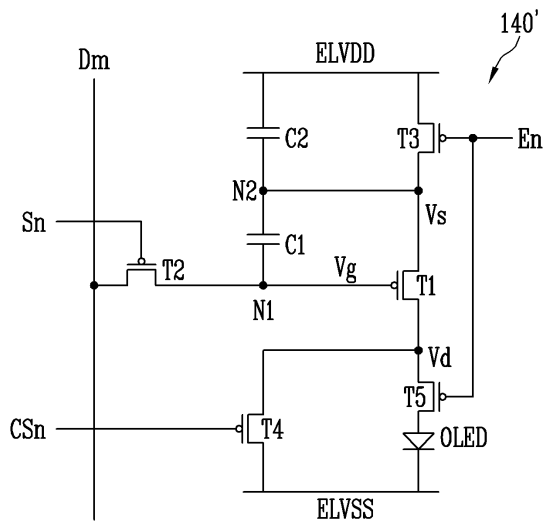 140'
Dm
ELVDD
C2
T3
En
N2
Vs
Sn
C1
T2
Vg
T1
N1
Vd
T5
CSn
T4
OLED
ELVSS